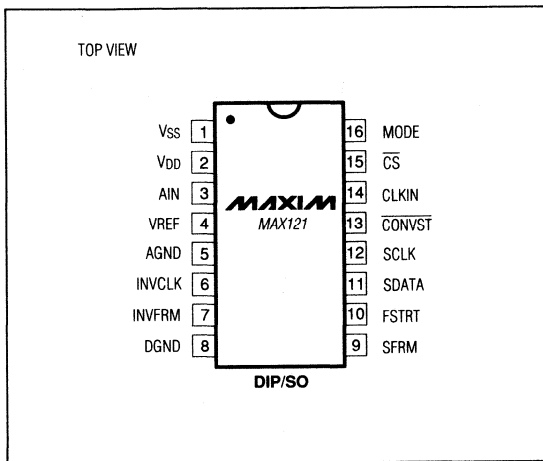 TOP VIEW
VSS 1
VDD 2
AIN 3
VREF 4
AGND 5
INVCLK 6
INVFRM 7
DGND 8
MAXIM
MAX121
16 MODE
15 CS
14 CLKIN
13 CONVST
12 SCLK
11 SDATA
10 FSTRT
9 SFRM
DIP/SO